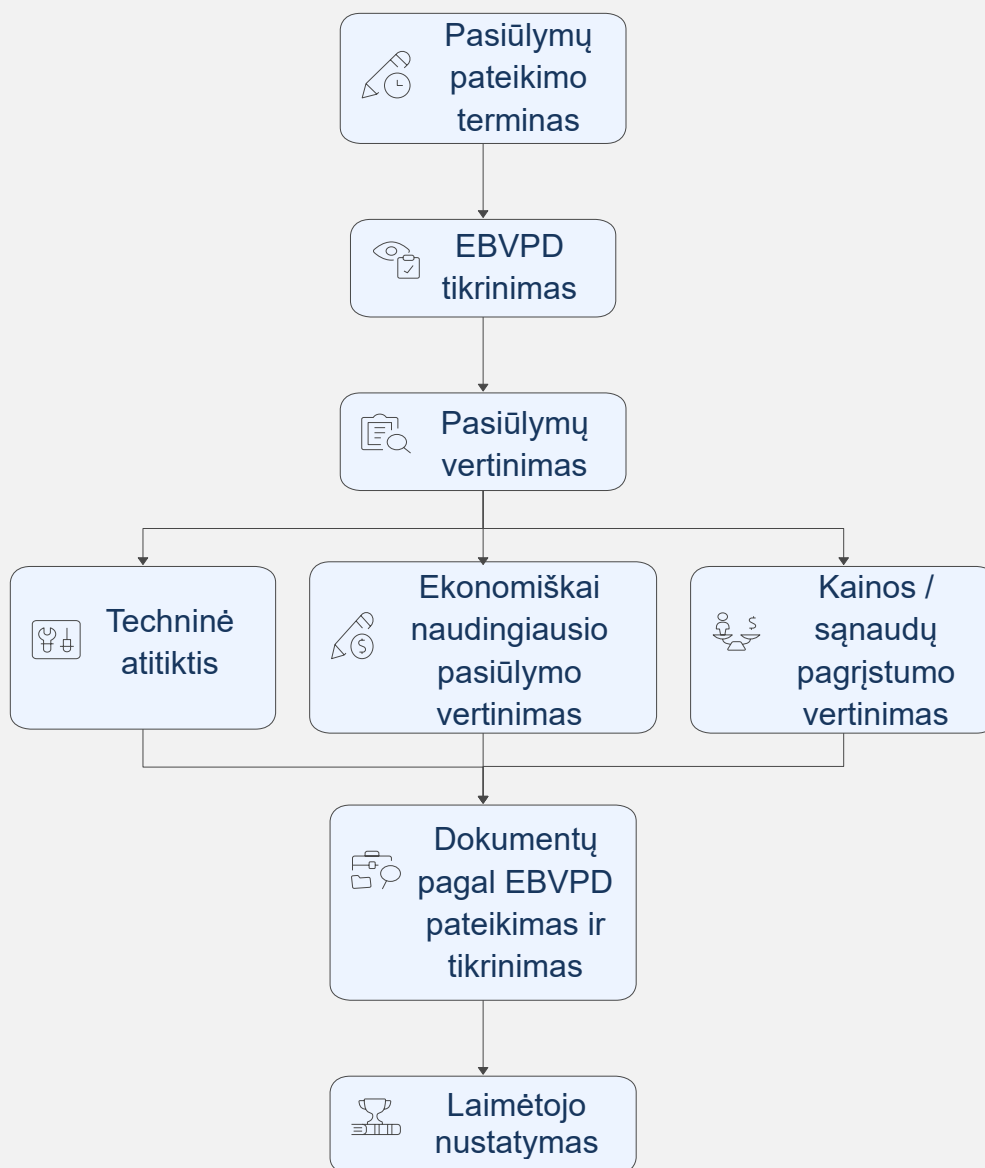 Pasiūlymų
pateikimo
terminas
EBVPD
tikrinimas
Pasiūlymų
vertinimas
Techninė
atitiktis
Ekonomiškai
naudingiausio
pasiūlymo
vertinimas
Kainos /
sąnaudų
pagrįstumo
vertinimas
Dokumentų
pagal EBVPD
pateikimas ir
tikrinimas
Laimėtojo
nustatymas